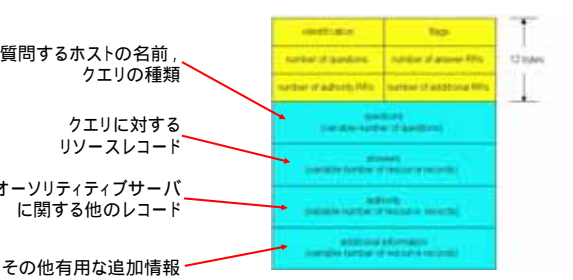 質問するホストの名前,
クエリの種類
クエリに対する
リソースレコード
オーソリティティブサーバ
に関する他のレコード
その他有用な追加情報
identification
flags
number of questions
number of answer RRs
number of authority RRs
number of additional RRs
12 bytes
questions
(variable number of questions)
answers
(variable number of resource records)
authority
(variable number of resource records)
additional information
(variable number of resource records)